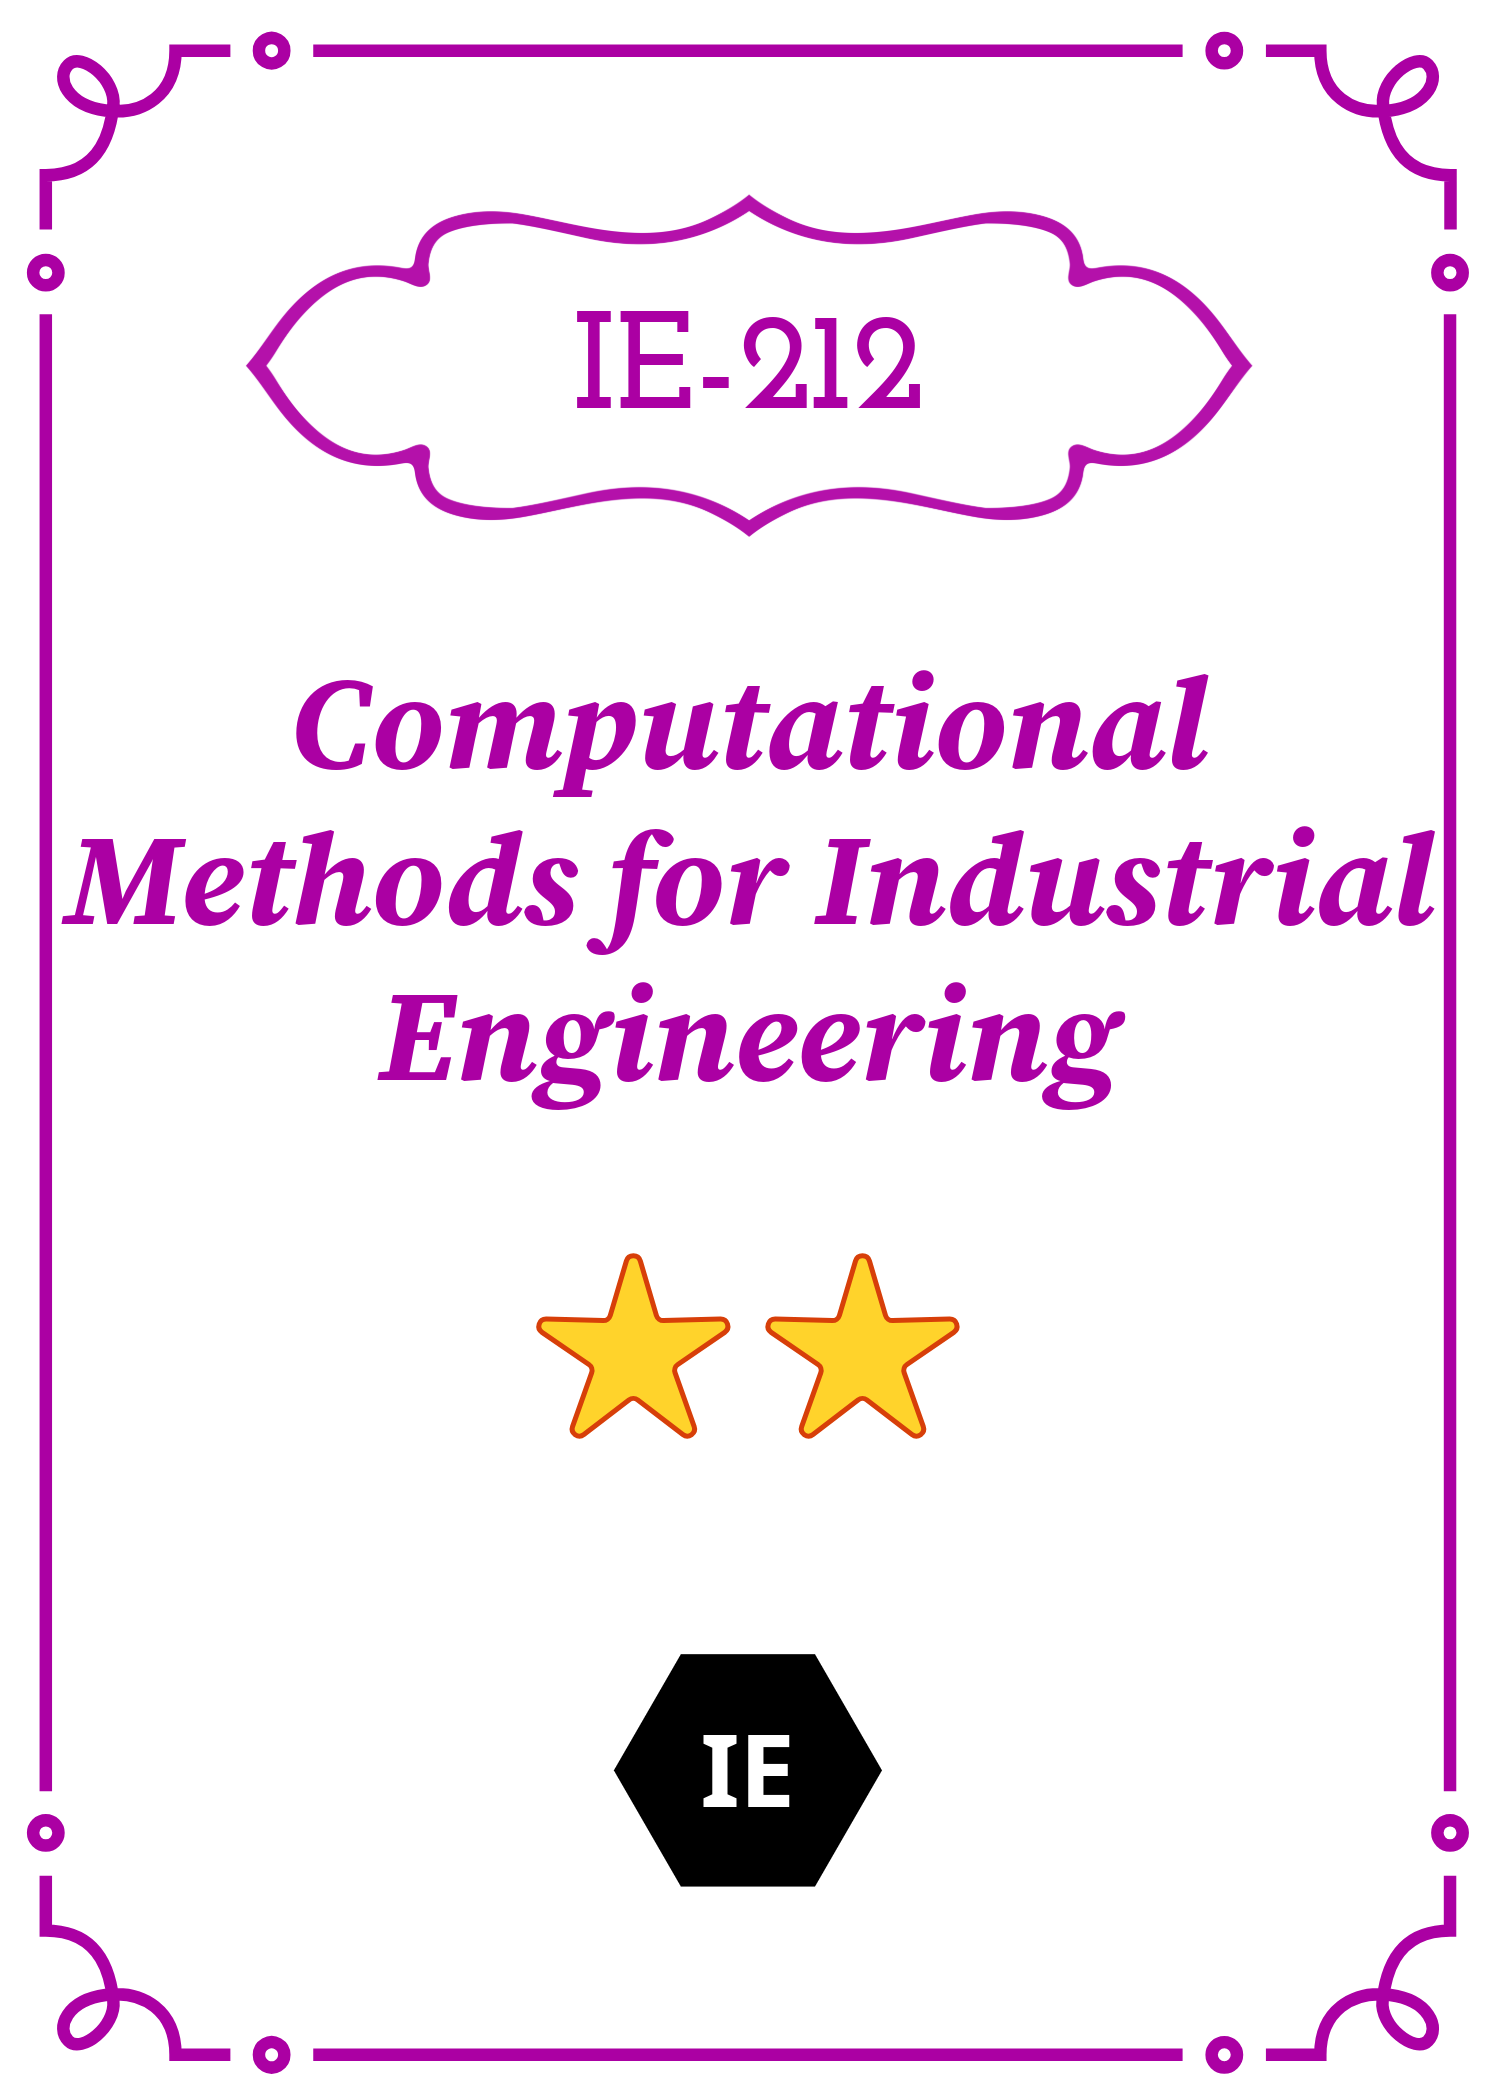 IE-212
Computational
Methods for Industrial
Engineering
IE